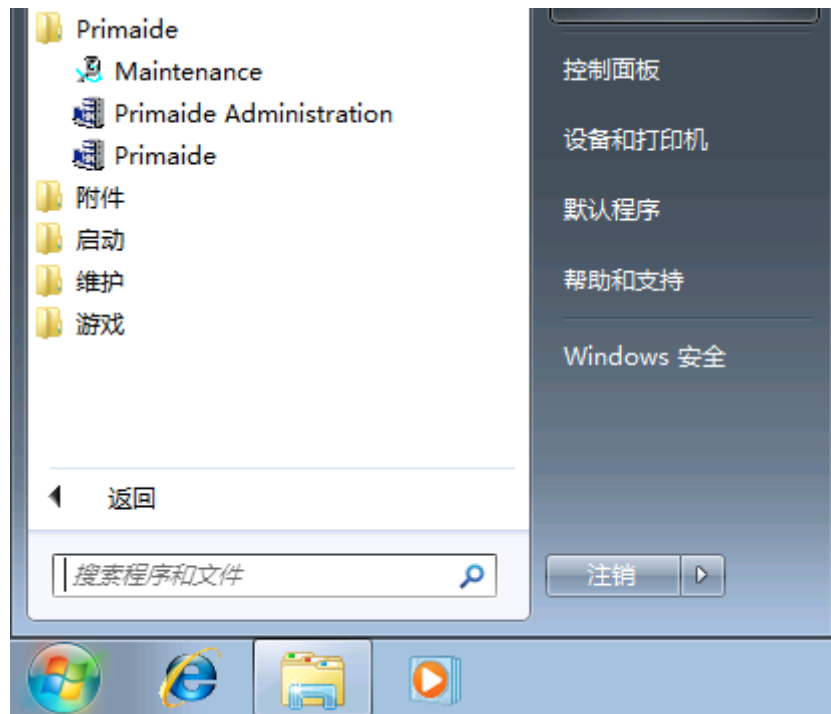 Primaide
Maintenance
Primaide Administration
Primaide
附件
启动
维护
游戏
返回
搜索程序和文件
控制面板
设备和打印机
默认程序
帮助和支持
Windows 安全
注销